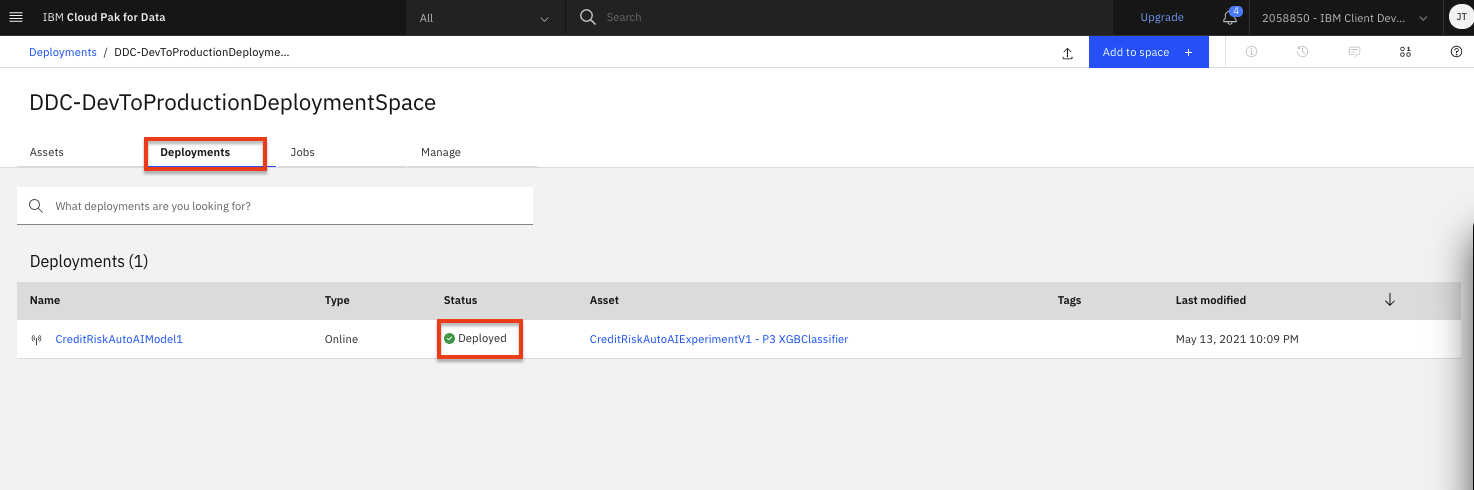 IBM Cloud Pak for Data All Search Upgrade 4 2058850 - IBM Client Dev... JT
Deployments / DDC-DevToProductionDeployme... Add to space +
DDC-DevToProductionDeploymentSpace
Assets Deployments Jobs Manage
What deployments are you looking for?
Deployments (1)
Name Type Status Asset Tags Last modified
CreditRiskAutoAIModel1 Online Deployed CreditRiskAutoAIExperimentV1 - P3 XGBClassifier May 13, 2021 10:09 PM